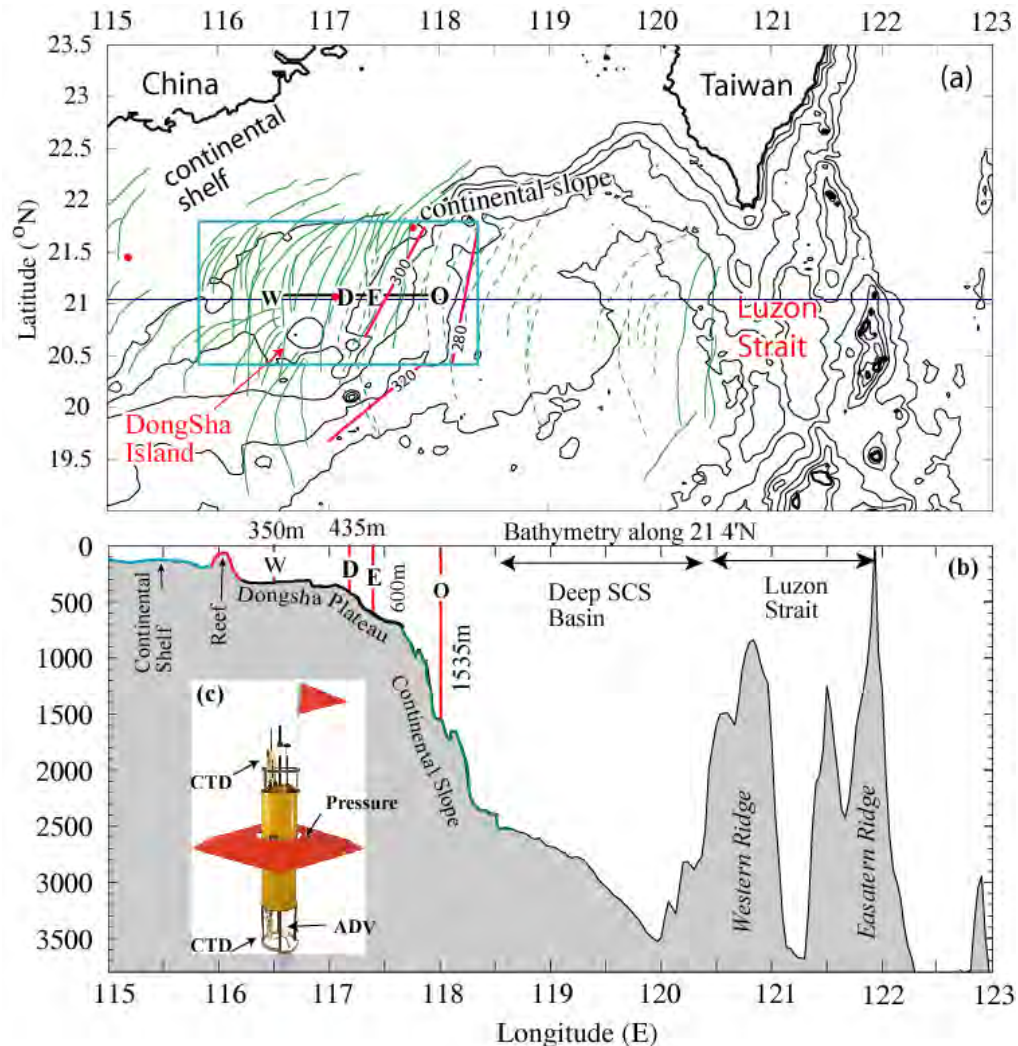 115 116 117 118 119 120 121 122 123
23.5
23
22.5
22
21.5
21
20.5
20
19.5
Latitude (°N)
China
Taiwan
(a)
continental
shelf
continental slope
300
W D E O
280
320
Luzon
Strait
DongSha
Island
350m 435m Bathymetry along 21 4'N
0
500
1000
1500
2000
2500
3000
3500
W D E O
600m
1535m
Deep SCS
Basin
Luzon
Strait
(b)
Continental
Shelf
Reef
Dongsha Plateau
Continental Slope
(c)
CTD
Pressure
ADV
CTD
Western Ridge
Easatern Ridge
115 116 117 118 119 120 121 122 123
Longitude (E)